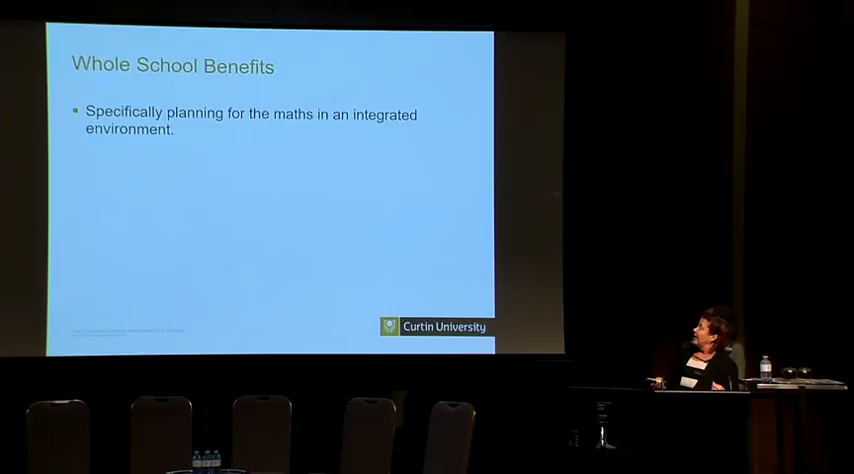 Whole School Benefits
▪ Specifically planning for the maths in an integrated
environment.
Curtin University